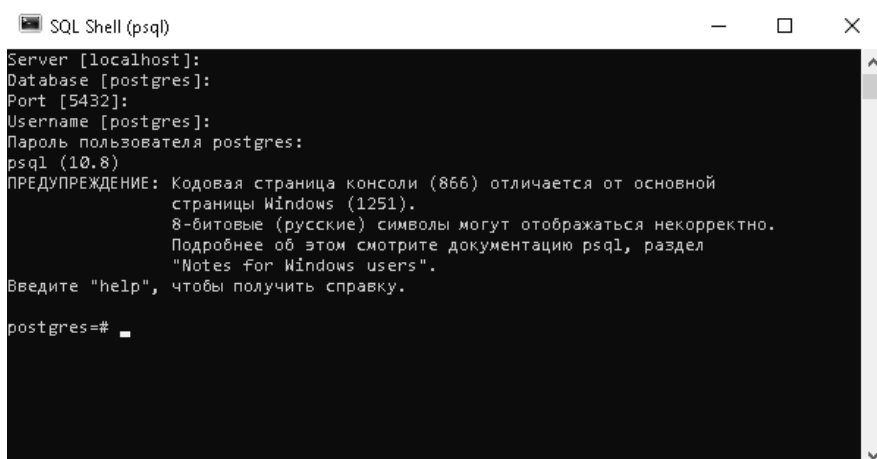 SQL Shell (psql)
Server [localhost]:
Database [postgres]:
Port [5432]:
Username [postgres]:
Пароль пользователя postgres:
psql (10.8)
ПРЕДУПРЕЖДЕНИЕ: Кодовая страница консоли (866) отличается от основной
страницы Windows (1251).
8-битовые (русские) символы могут отображаться некорректно.
Подробнее об этом смотрите документацию psql, раздел
"Notes for Windows users".
Введите "help", чтобы получить справку.
postgres=#